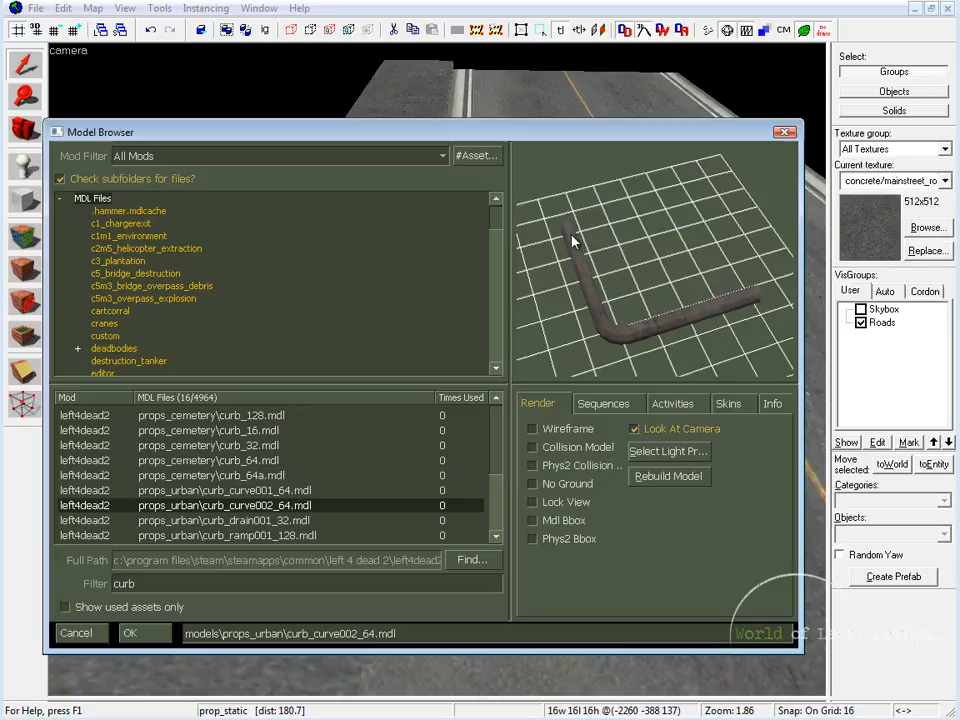 File Edit Map View Tools Instancing Window Help
camera
Model Browser
Mod Filter All Mods #Asset...
Check subfolders for files?
MDL Files
.hammer.mdlcache
c1_chargerexit
c1m1_environment
c2m5_helicopter_extraction
c3_plantation
c5_bridge_destruction
c5m3_bridge_overpass_debris
c5m3_overpass_explosion
cartcorral
cranes
custom
deadbodies
destruction_tanker
editor
Mod MDL Files (16/4964) Times Used
left4dead2 props_cemetery\curb_128.mdl 0
left4dead2 props_cemetery\curb_16.mdl 0
left4dead2 props_cemetery\curb_32.mdl 0
left4dead2 props_cemetery\curb_64.mdl 0
left4dead2 props_cemetery\curb_64a.mdl 0
left4dead2 props_urban\curb_curve001_64.mdl 0
left4dead2 props_urban\curb_curve002_64.mdl 0
left4dead2 props_urban\curb_drain001_32.mdl 0
left4dead2 props_urban\curb_ramp001_128.mdl 0
Full Path c:\program files\steam\steamapps\common\left 4 dead 2\left4dead2 Find...
Filter curb
Show used assets only
Cancel OK models\props_urban\curb_curve002_64.mdl
Render Sequences Activities Skins Info
Wireframe Look At Camera
Collision Model Select Light Pr...
Phys2 Collision .. Rebuild Model
No Ground
Lock View
Mdl Bbox
Phys2 Bbox
Select:
Groups
Objects
Solids
Texture group:
All Textures
Current texture:
concrete/mainstreet_ro
512x512
Browse...
Replace...
VisGroups:
User Auto Cordon
Skybox
Roads
Show Edit Mark
Move selected: toWorld toEntity
Categories:
Objects:
Random Yaw
Create Prefab
World of Level Design
For Help, press F1 prop_static [dist: 180.7] 16w 16l 16h @(-2260 -388 137) Zoom: 1.86 Snap: On Grid: 16 <->